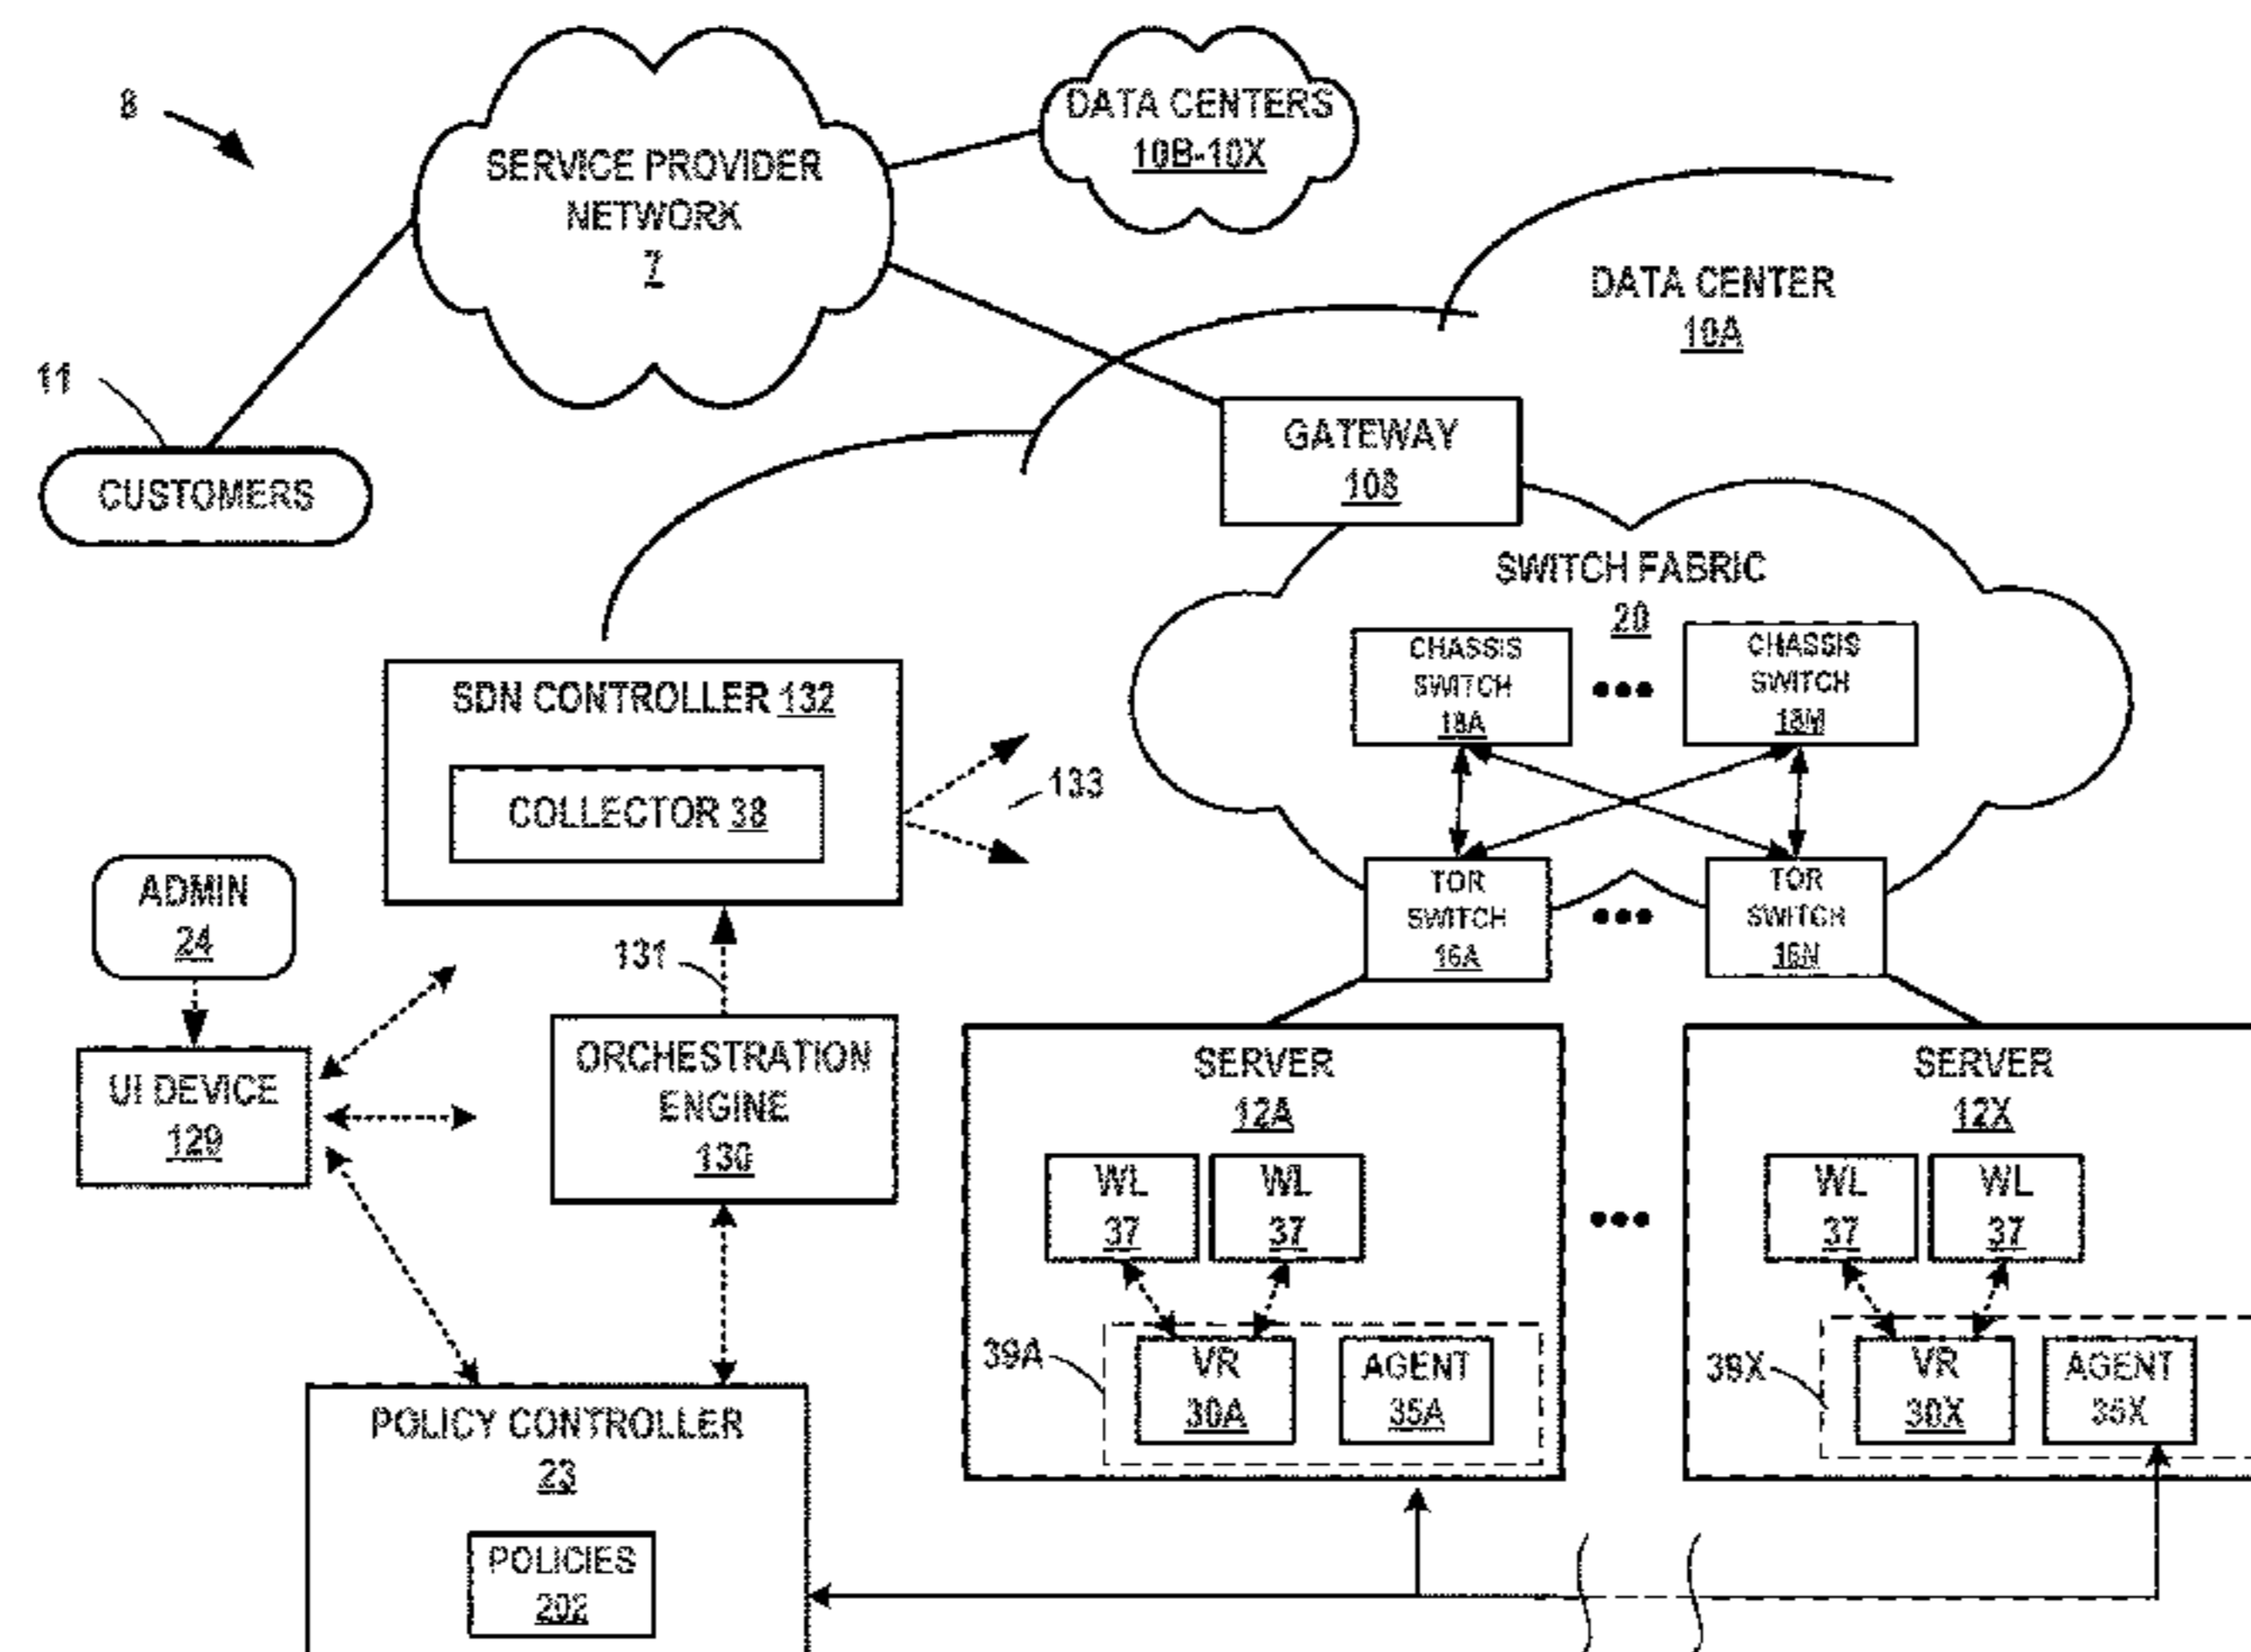 8
SERVICE PROVIDER
NETWORK
7
DATA CENTERS
10B-10X
DATA CENTER
10A
11
CUSTOMERS
GATEWAY
108
SWITCH FABRIC
20
CHASSIS
SWITCH
18A
CHASSIS
SWITCH
18M
SDN CONTROLLER 132
COLLECTOR 38
133
ADMIN
24
131
TOR
SWITCH
16A
TOR
SWITCH
16N
UI DEVICE
129
ORCHESTRATION
ENGINE
130
SERVER
12A
WL
37
WL
37
39A
VR
30A
AGENT
35A
SERVER
12X
WL
37
WL
37
39X
VR
30X
AGENT
35X
POLICY CONTROLLER
23
POLICIES
202